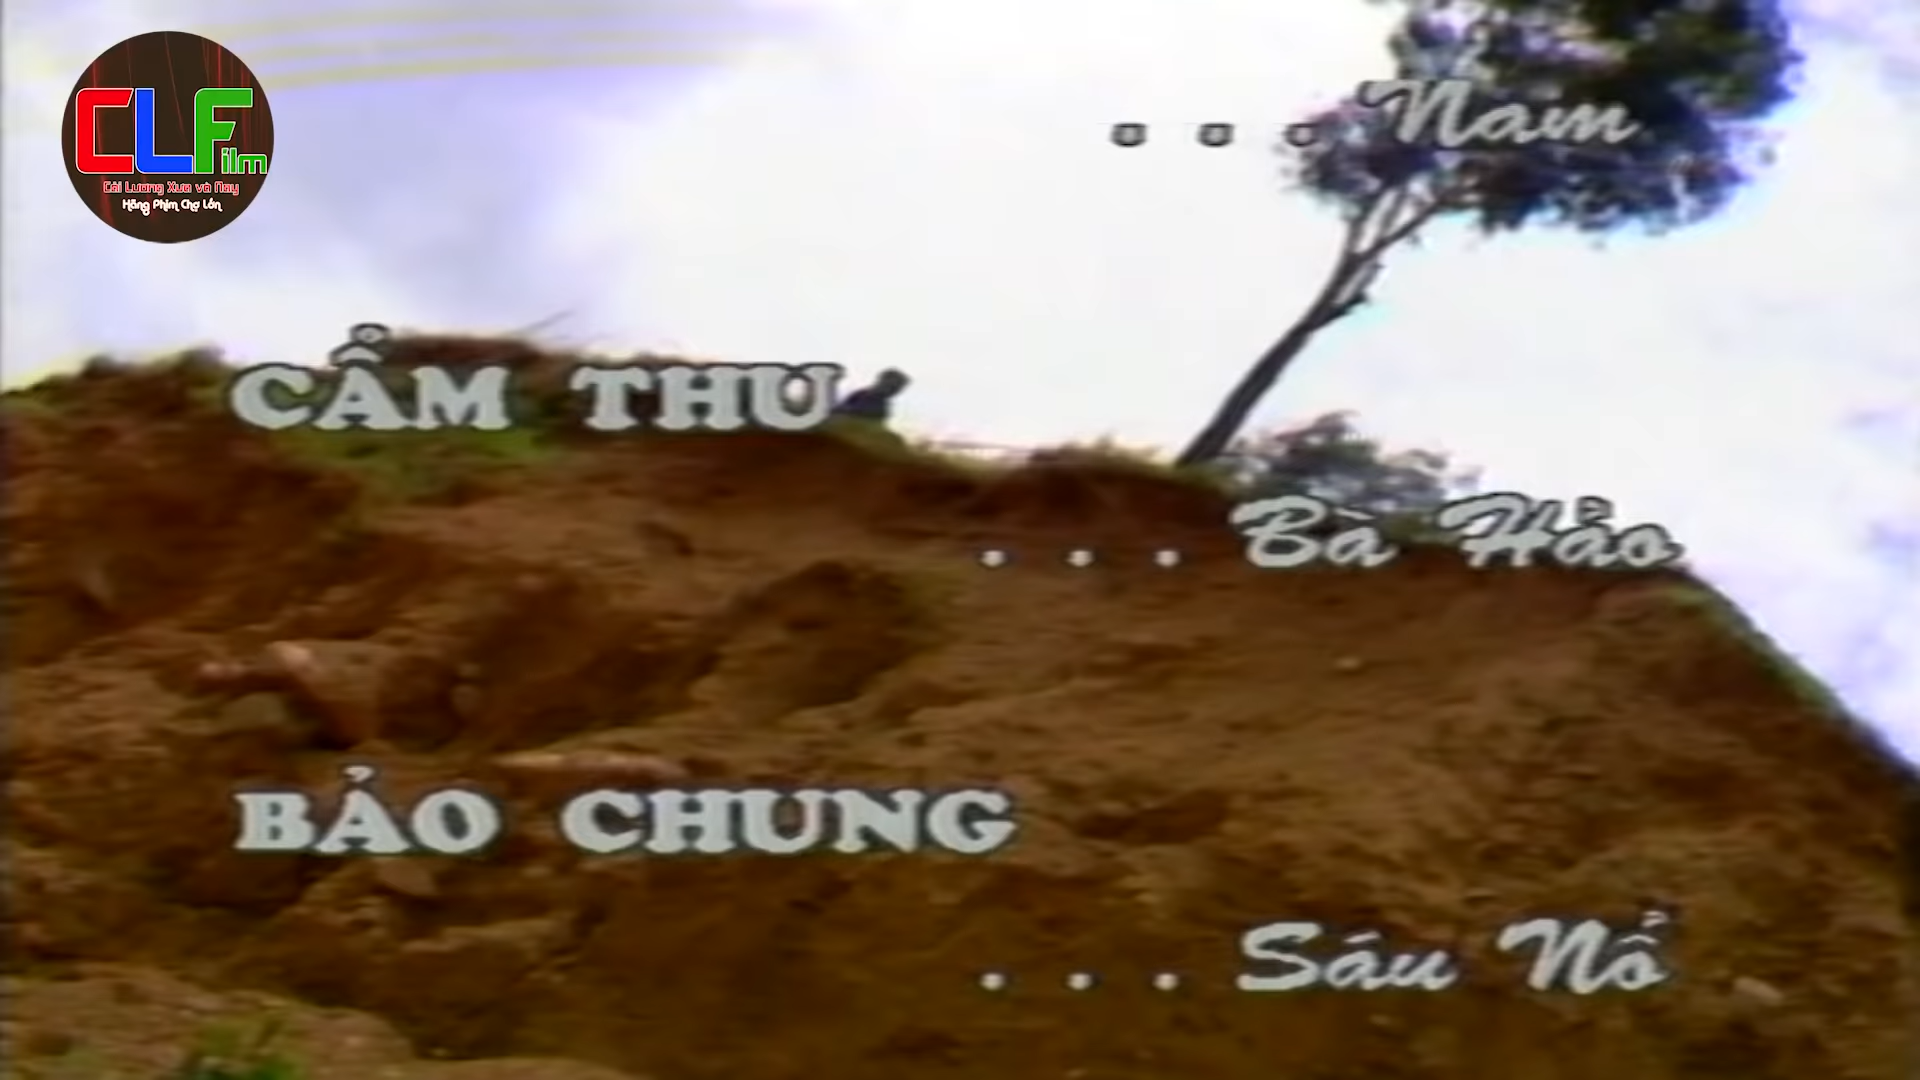 CLFilm
Cải Lương Xưa và Nay
Hãng Phim Chợ Lớn
. . . Nam
CẨM THU
. . . Bà Hảo
BẢO CHUNG
. . . Sáu Nổ